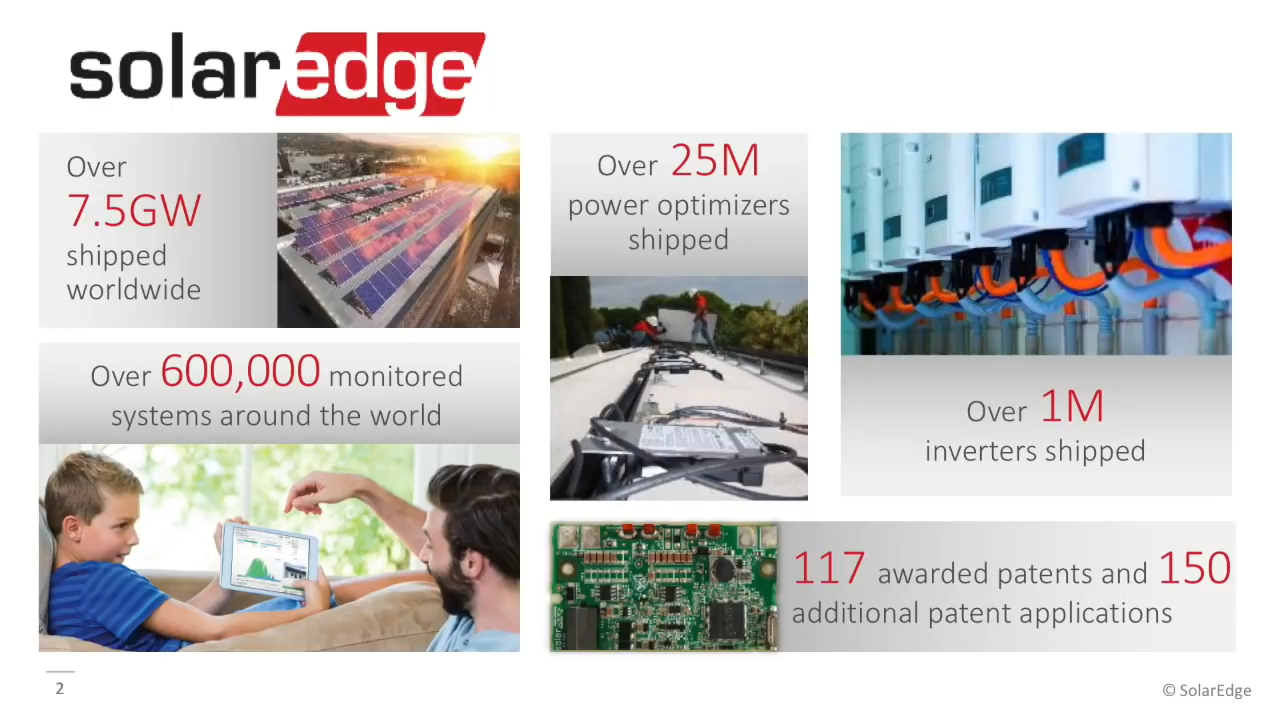 solaredge
Over
7.5GW
shipped
worldwide
Over 600,000 monitored
systems around the world
Over 25M
power optimizers
shipped
Over 1M
inverters shipped
117 awarded patents and 150
additional patent applications
2
© SolarEdge